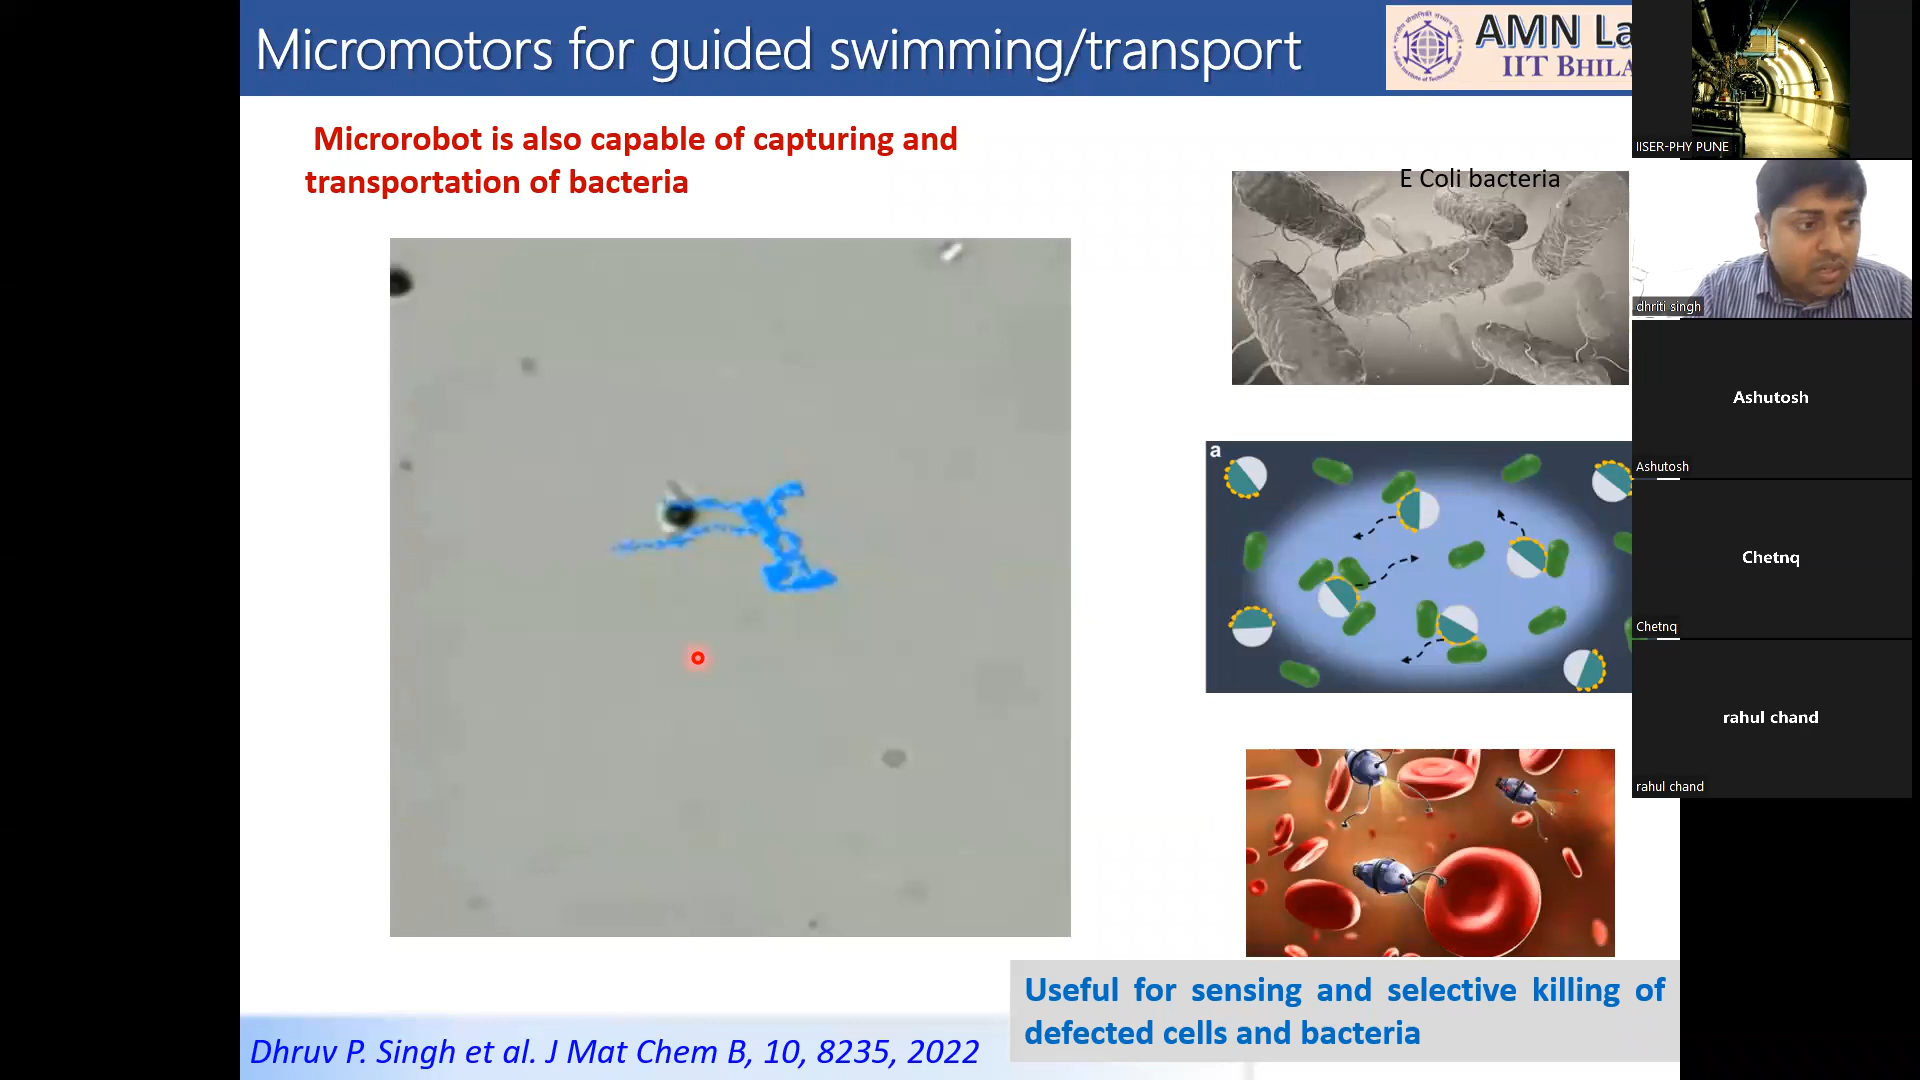 Micromotors for guided swimming/transport
AMN La
IIT BHILA
Microrobot is also capable of capturing and
transportation of bacteria
E Coli bacteria
a
Useful for sensing and selective killing of
defected cells and bacteria
Dhruv P. Singh et al. J Mat Chem B, 10, 8235, 2022
IISER-PHY PUNE
dhriti singh
Ashutosh
Ashutosh
Chetnq
Chetnq
rahul chand
rahul chand